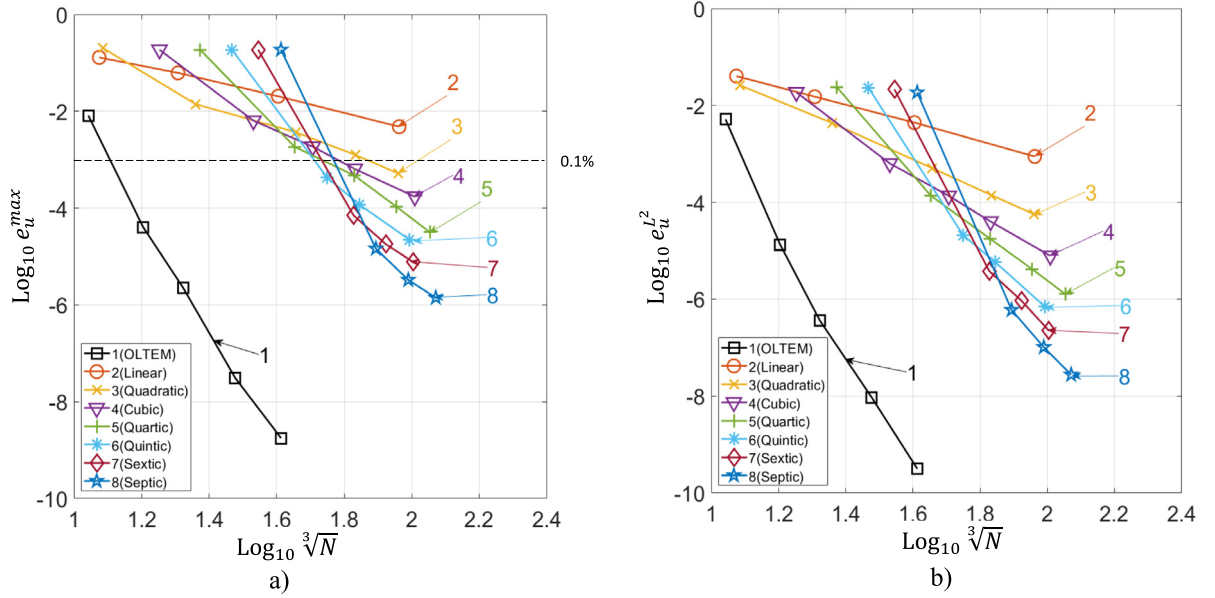 0
-2
-4
-6
-8
-10
Log₁₀ e_u^max
0.1%
1
2
3
4
5
6
7
8
1(OLTEM)
2(Linear)
3(Quadratic)
4(Cubic)
5(Quartic)
6(Quintic)
7(Sextic)
8(Septic)
1 1.2 1.4 1.6 1.8 2 2.2 2.4
Log₁₀ ∛N
a)
0
-2
-4
-6
-8
-10
Log₁₀ e_u^L²
2
3
4
5
6
7
8
1
1(OLTEM)
2(Linear)
3(Quadratic)
4(Cubic)
5(Quartic)
6(Quintic)
7(Sextic)
8(Septic)
1 1.2 1.4 1.6 1.8 2 2.2 2.4
Log₁₀ ∛N
b)